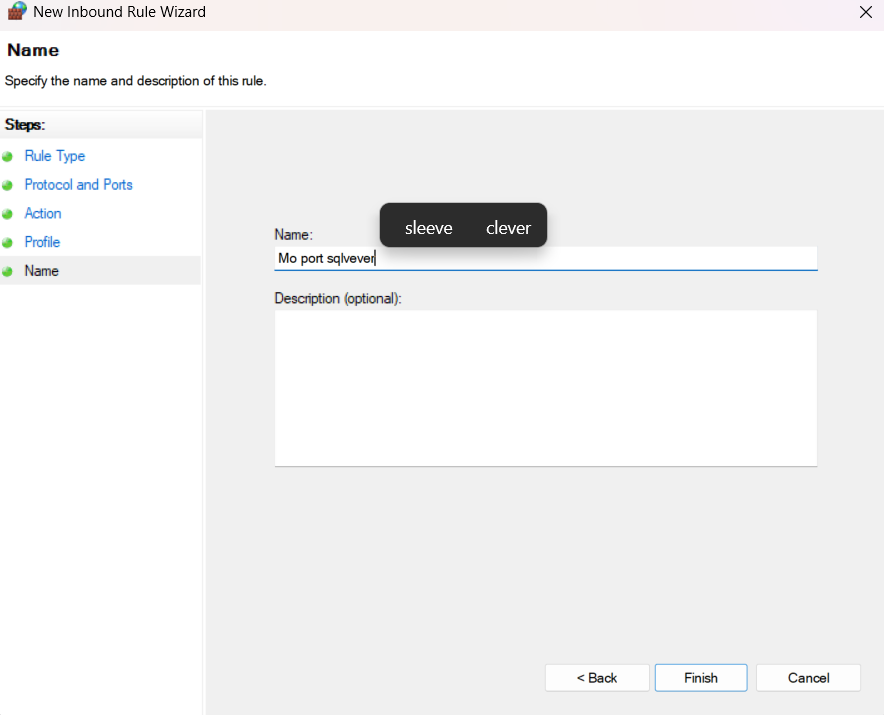 New Inbound Rule Wizard
Name
Specify the name and description of this rule.
Steps:
Rule Type
Protocol and Ports
Action
Profile
Name
sleeve clever
Name:
Mo port sqlvever
Description (optional):
< Back Finish Cancel